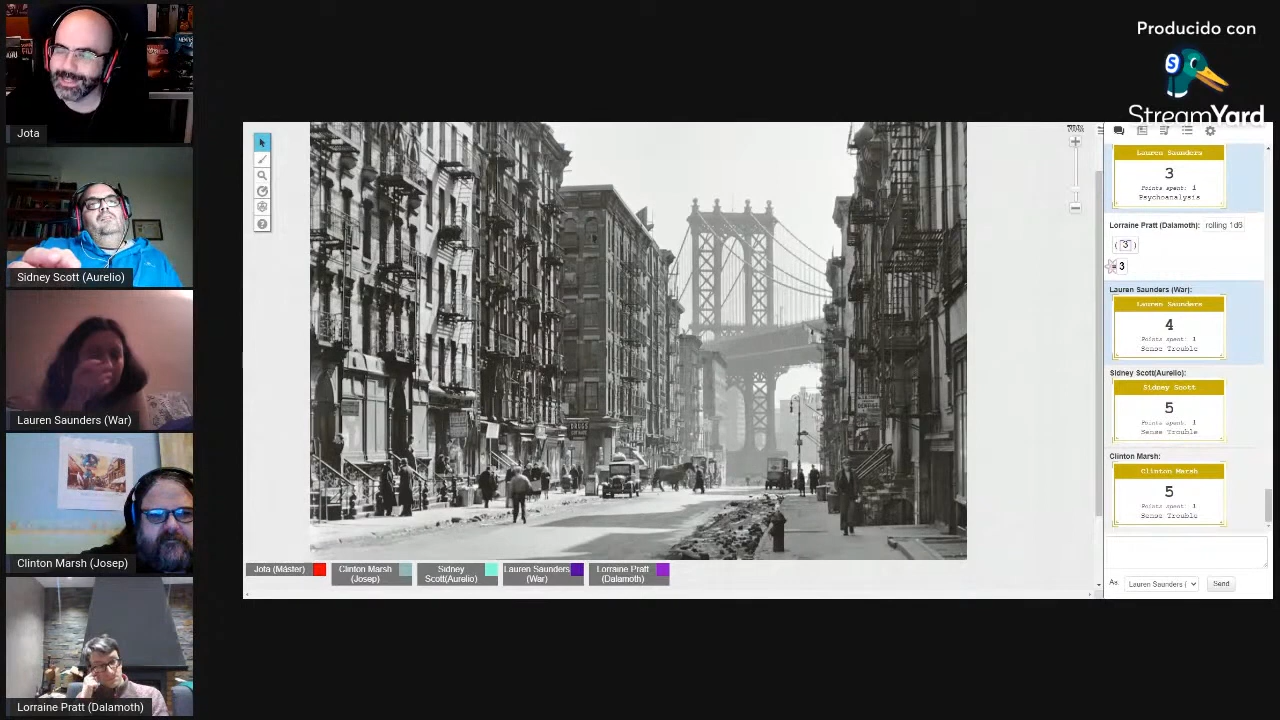 Producido con
StreamYard
Jota
Sidney Scott (Aurelio)
Lauren Saunders (War)
Clinton Marsh (Josep)
Lorraine Pratt (Dalamoth)
DRUGS
Jota (Máster)
Clinton Marsh
(Josep)
Sidney
Scott(Aurelio)
Lauren Saunders
(War)
Lorraine Pratt
(Dalamoth)
Lauren Saunders
3
Points spent: 1
Psychoanalysis
Lorraine Pratt (Dalamoth): rolling 1d6
(3)
= 3
Lauren Saunders (War):
Lauren Saunders
4
Points spent: 1
Sense Trouble
Sidney Scott(Aurelio):
Sidney Scott
5
Points spent: 1
Sense Trouble
Clinton Marsh:
Clinton Marsh
5
Points spent: 1
Sense Trouble
As:
Lauren Saunders (
Send